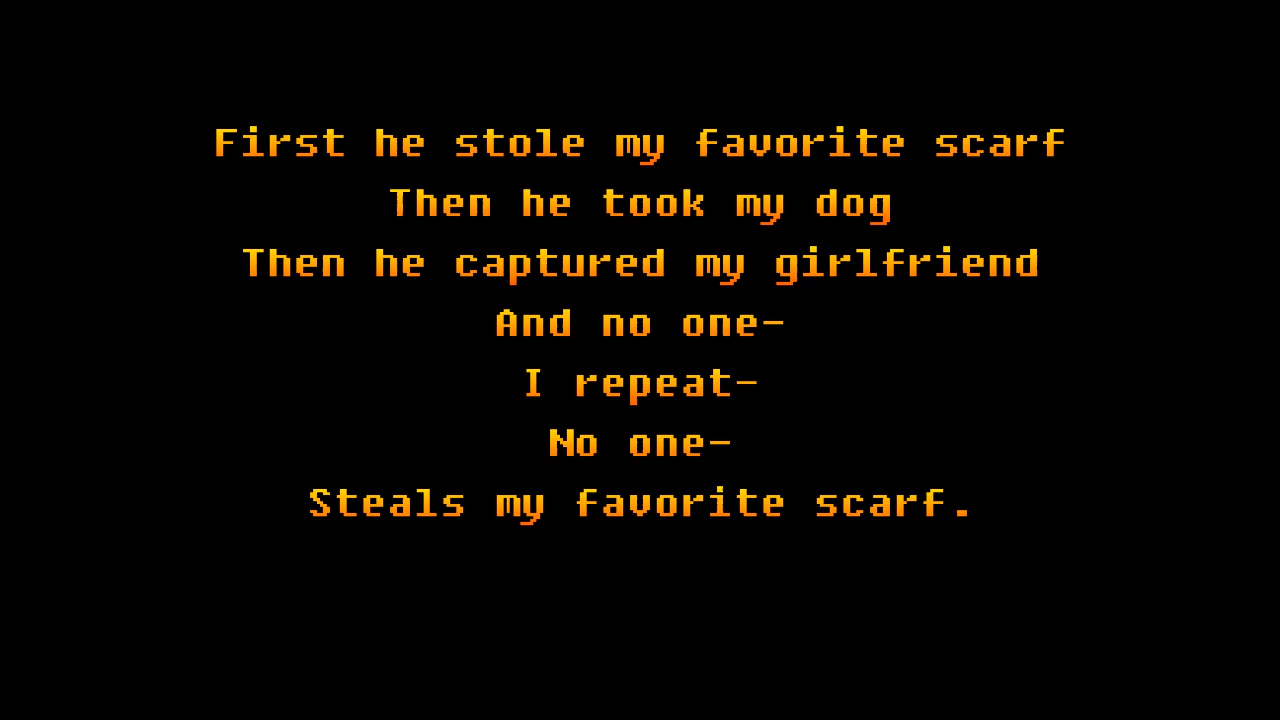 First he stole my favorite scarf
Then he took my dog
Then he captured my girlfriend
And no one-
I repeat-
No one-
Steals my favorite scarf.